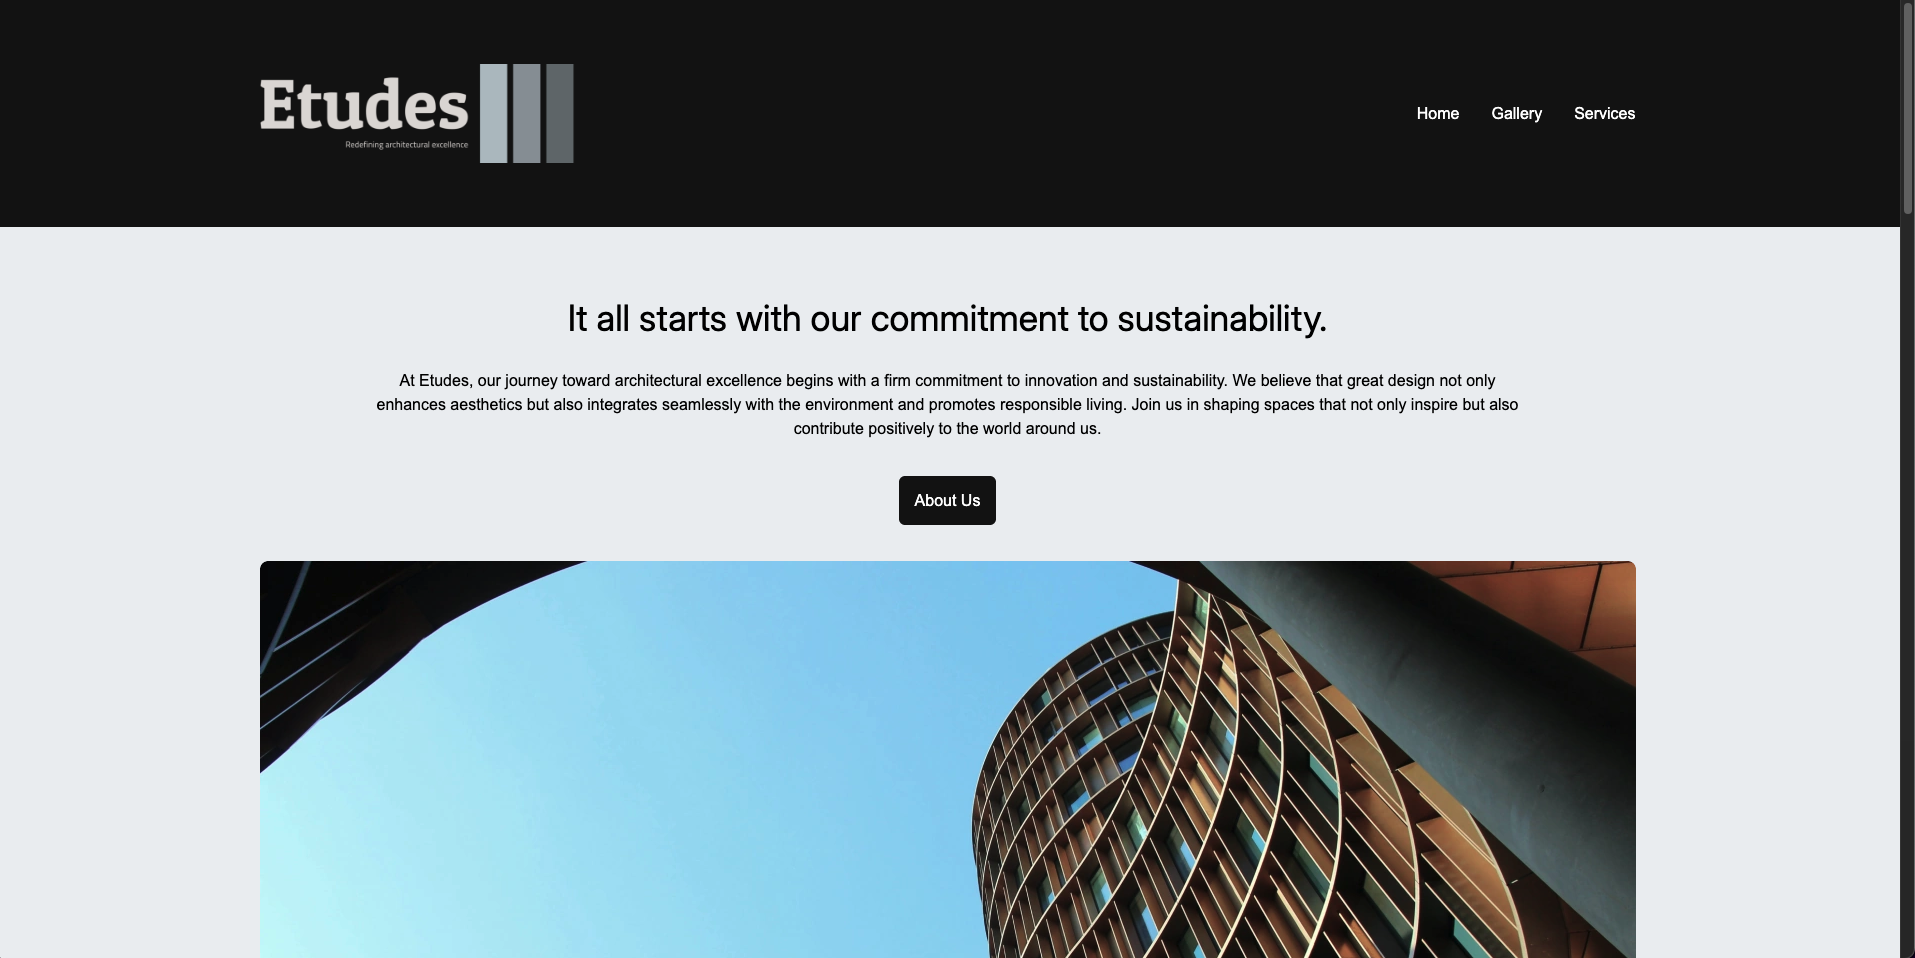 Etudes
Redefining architectural excellence
Home Gallery Services
It all starts with our commitment to sustainability.
At Etudes, our journey toward architectural excellence begins with a firm commitment to innovation and sustainability. We believe that great design not only
enhances aesthetics but also integrates seamlessly with the environment and promotes responsible living. Join us in shaping spaces that not only inspire but also
contribute positively to the world around us.
About Us